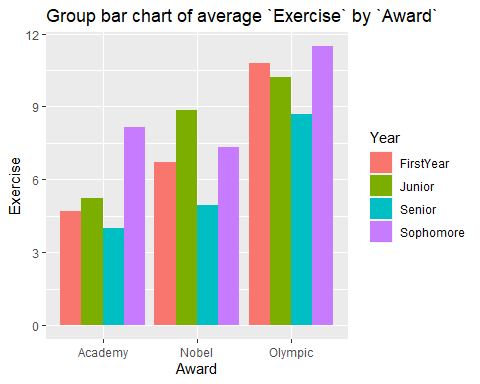 Group bar chart of average `Exercise` by `Award`
12
9
6
3
0
Exercise
Academy
Nobel
Olympic
Award
Year
FirstYear
Junior
Senior
Sophomore